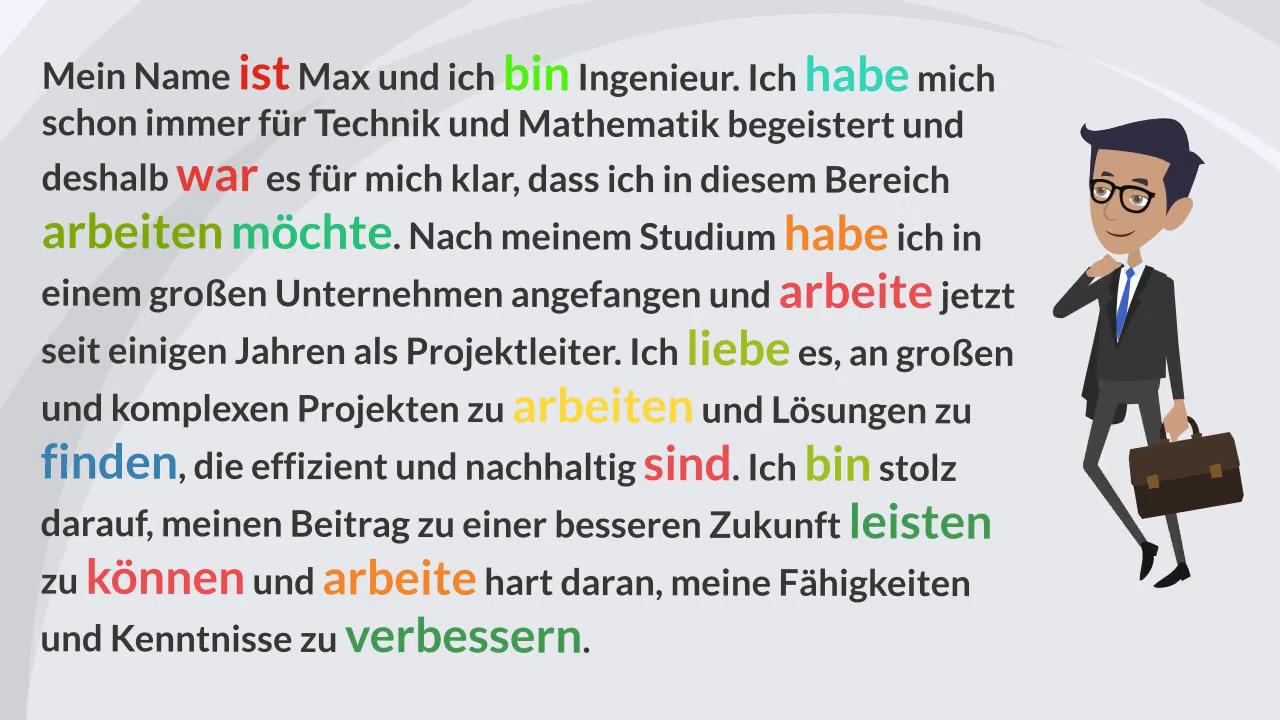 Mein Name ist Max und ich bin Ingenieur. Ich habe mich
schon immer für Technik und Mathematik begeistert und
deshalb war es für mich klar, dass ich in diesem Bereich
arbeiten möchte. Nach meinem Studium habe ich in
einem großen Unternehmen angefangen und arbeite jetzt
seit einigen Jahren als Projektleiter. Ich liebe es, an großen
und komplexen Projekten zu arbeiten und Lösungen zu
finden, die effizient und nachhaltig sind. Ich bin stolz
darauf, meinen Beitrag zu einer besseren Zukunft leisten
zu können und arbeite hart daran, meine Fähigkeiten
und Kenntnisse zu verbessern.